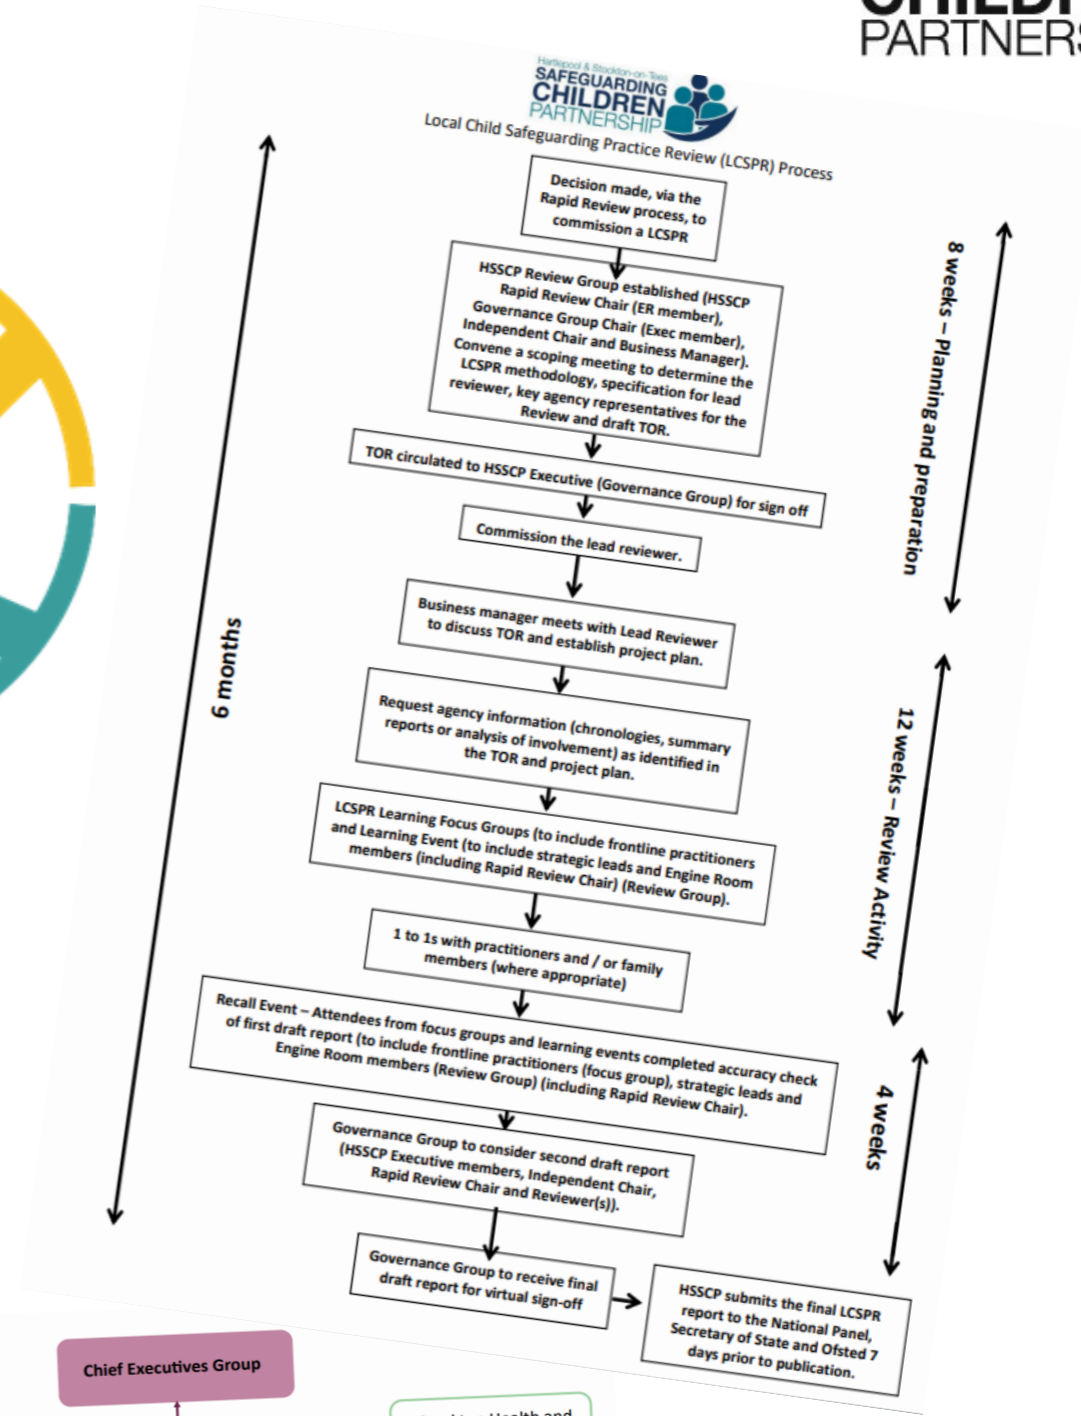 PARTNERS
Hartlepool & Stockton-on-Tees
SAFEGUARDING
CHILDREN
PARTNERSHIP
Local Child Safeguarding Practice Review (LCSPR) Process
Decision made, via the
Rapid Review process, to
commission a LCSPR
HSSCP Review Group established (HSSCP
Rapid Review Chair (ER member),
Governance Group Chair (Exec member),
Independent Chair and Business Manager).
Convene a scoping meeting to determine the
LCSPR methodology, specification for lead
reviewer, key agency representatives for the
Review and draft TOR.
TOR circulated to HSSCP Executive (Governance Group) for sign off
Commission the lead reviewer.
Business manager meets with Lead Reviewer
to discuss TOR and establish project plan.
Request agency information (chronologies, summary
reports or analysis of involvement) as identified in
the TOR and project plan.
LCSPR Learning Focus Groups (to include frontline practitioners
and Learning Event (to include strategic leads and Engine Room
members (including Rapid Review Chair) (Review Group).
1 to 1s with practitioners and / or family
members (where appropriate)
Recall Event – Attendees from focus groups and learning events completed accuracy check
of first draft report (to include frontline practitioners (focus group), strategic leads and
Engine Room members (Review Group) (including Rapid Review Chair).
Governance Group to consider second draft report
(HSSCP Executive members, Independent Chair,
Rapid Review Chair and Reviewer(s)).
Governance Group to receive final
draft report for virtual sign-off
HSSCP submits the final LCSPR
report to the National Panel,
Secretary of State and Ofsted 7
days prior to publication.
6 months
8 weeks – Planning and preparation
12 weeks – Review Activity
4 weeks
Chief Executives Group
Health and